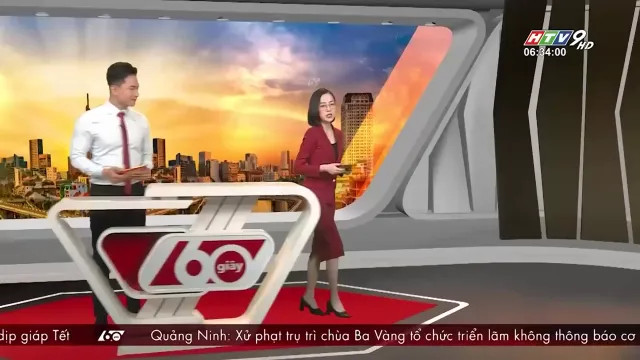 HTV9 HD
06:34:00
60 giây
dịp giáp Tết 60 Quảng Ninh: Xử phạt trụ trì chùa Ba Vàng tổ chức triển lãm không thông báo cơ